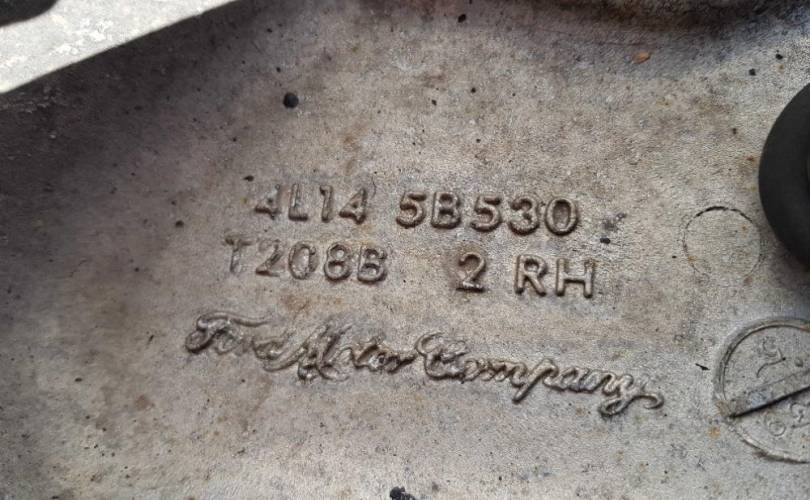 4L14 5B530
T208B 2 RH
Ford Motor Company